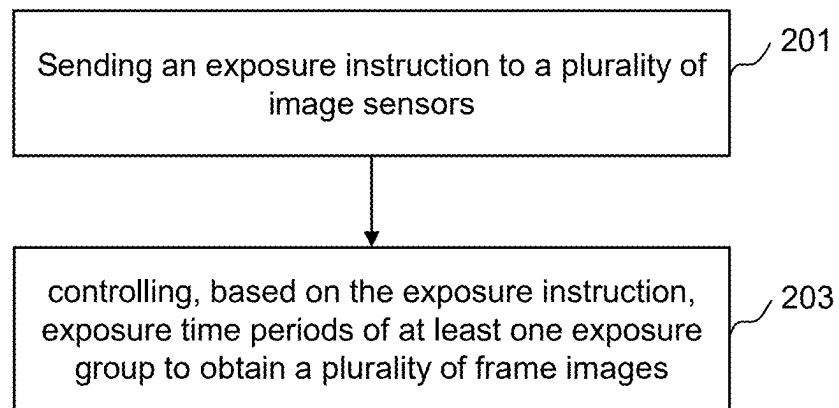 Sending an exposure instruction to a plurality of
image sensors
201
controlling, based on the exposure instruction,
exposure time periods of at least one exposure
group to obtain a plurality of frame images
203